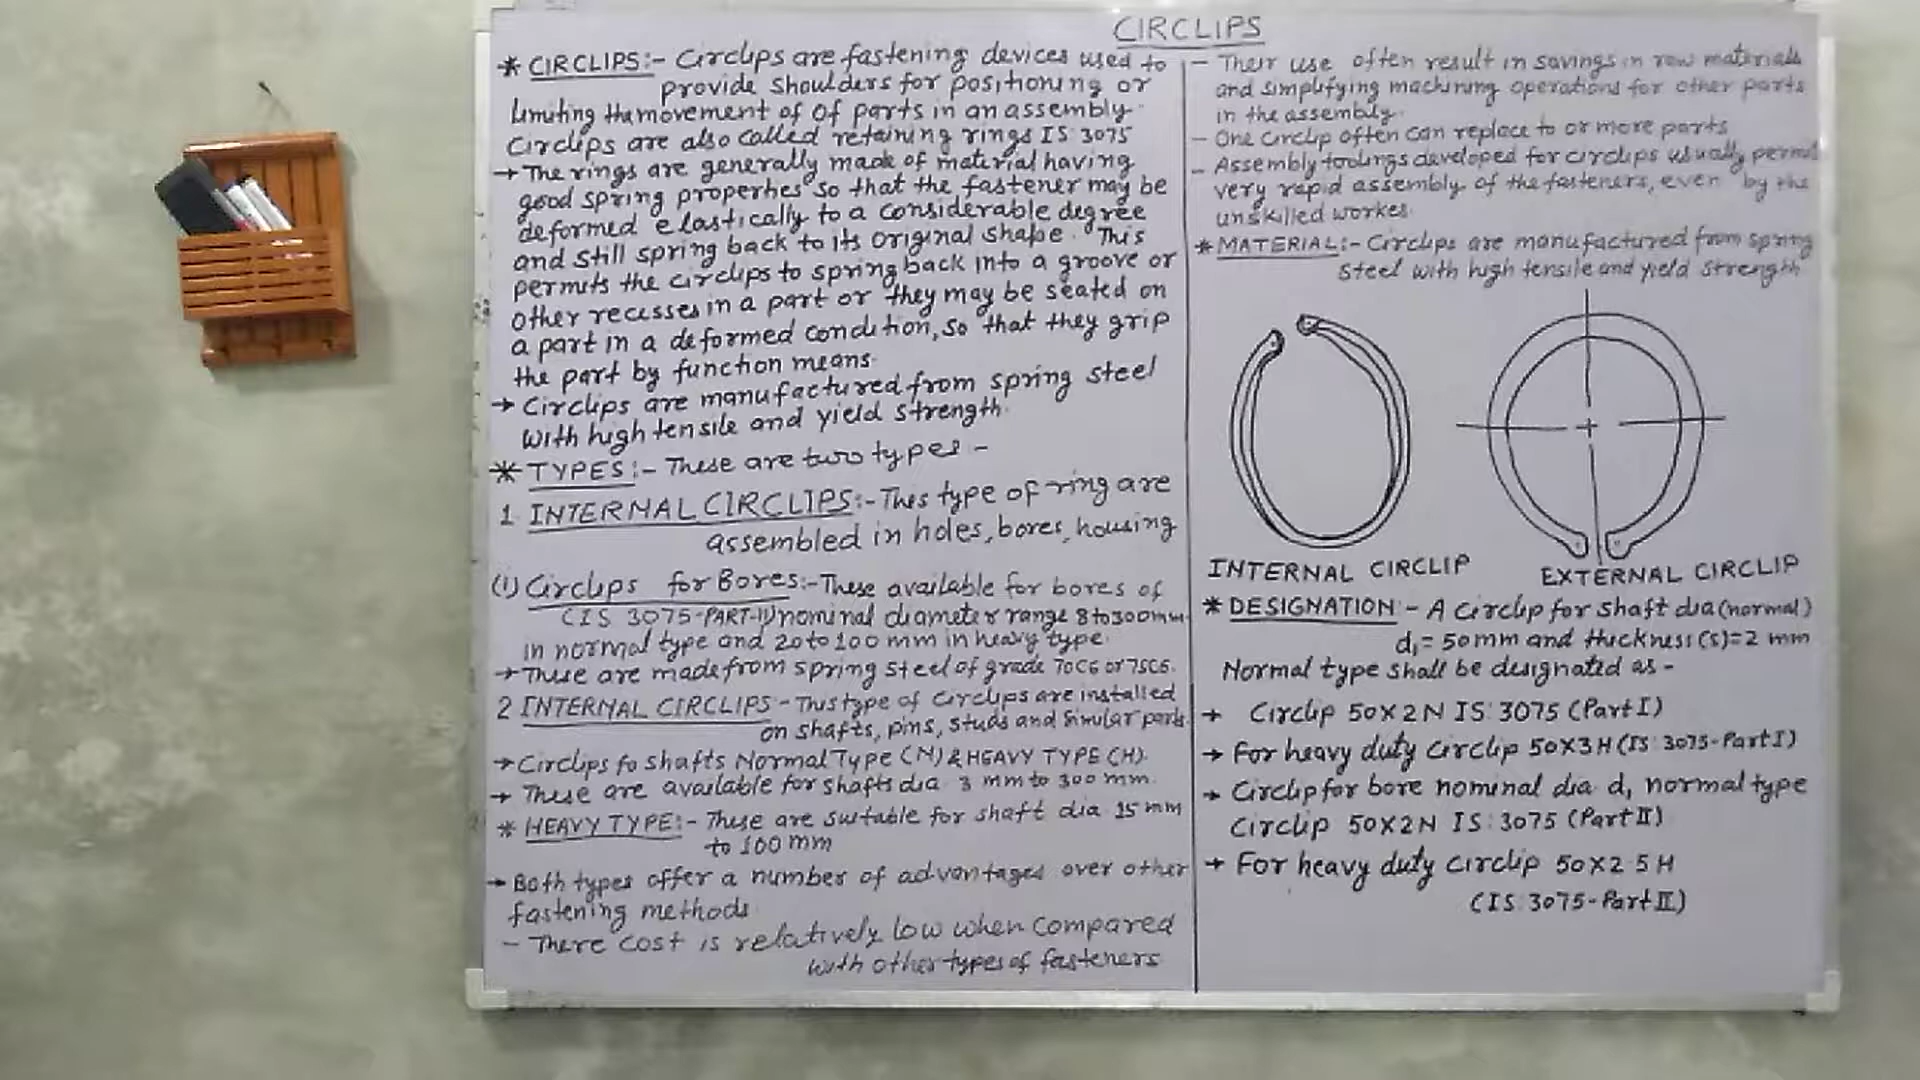 CIRCLIPS
* CIRCLIPS:- Circlips are fastening devices used to
provide shoulders for positioning or
limiting the movement of of parts in an assembly.
Circlips are also called retaining rings IS:3075
→ The rings are generally made of material having
good spring properties so that the fastener may be
deformed elastically to a considerable degree
and still spring back to its original shape. This
permits the circlips to spring back into a groove or
other recesses in a part or they may be seated on
a part in a deformed condition, so that they grip
the part by function means.
→ Circlips are manufactured from spring steel
with high tensile and yield strength.
* TYPES:- These are two types -
1. INTERNAL CIRCLIPS:- This type of ring are
assembled in holes, bores, housing
(i) Circlips for Bores:- These available for bores of
(IS 3075-PART-II) nominal diameter range 8 to 300mm
in normal type and 20 to 100 mm in heavy type.
→ These are made from spring steel of grade 70C6 or 75C6.
2 INTERNAL CIRCLIPS - This type of circlips are installed
on shafts, pins, studs and simular parts.
→ Circlips fo shafts Normal Type (N) & HEAVY TYPE (H).
→ These are available for shafts dia 3 mm to 300 mm.
* HEAVY TYPE:- These are suitable for shaft dia 15 mm
to 100 mm
→ Both types offer a number of advantages over other
fastening methods.
- There cost is relatively low when compared
with other types of fasteners
- Their use often result in savings in row materials
and simplifying machining operations for other parts
in the assembly.
- One circlip often can replace to or more parts
- Assembly toolings developed for circlips usually permit
very rapid assembly of the fasteners, even by the
unskilled workes.
* MATERIAL:- Circlips are manufactured from spring
steel with high tensile and yield strength
INTERNAL CIRCLIP
EXTERNAL CIRCLIP
* DESIGNATION:- A circlip for shaft dia (normal)
d₁= 50mm and thickness (s)=2 mm
Normal type shall be designated as -
→ Circlip 50X2N IS:3075 (Part I)
→ For heavy duty circlip 50X3H (IS:3075-Part I)
→ Circlip for bore nominal dia d₁ normal type
Circlip 50X2N IS:3075 (Part II)
→ For heavy duty circlip 50X2.5H
(IS:3075-Part II)